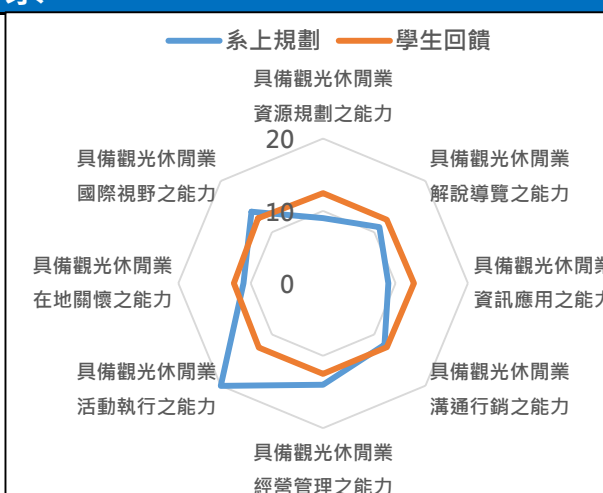 系上規劃 學生回饋
具備觀光休閒業
資源規劃之能力
20
具備觀光休閒業
國際視野之能力
具備觀光休閒業
解說導覽之能力
10
具備觀光休閒業
在地關懷之能力
0
具備觀光休閒業
資訊應用之能力
具備觀光休閒業
活動執行之能力
具備觀光休閒業
溝通行銷之能力
具備觀光休閒業
經營管理之能力